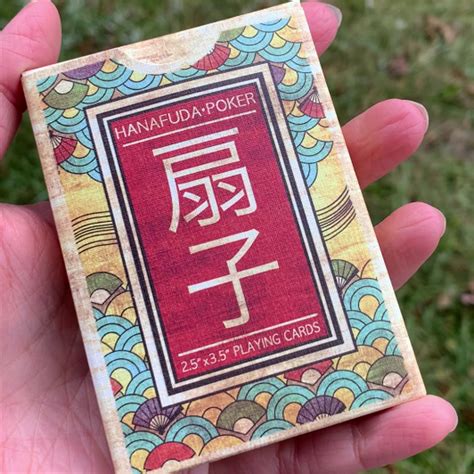 HANAFUDA•POKER
扇
子
2.5"x3.5" PLAYING CARDS